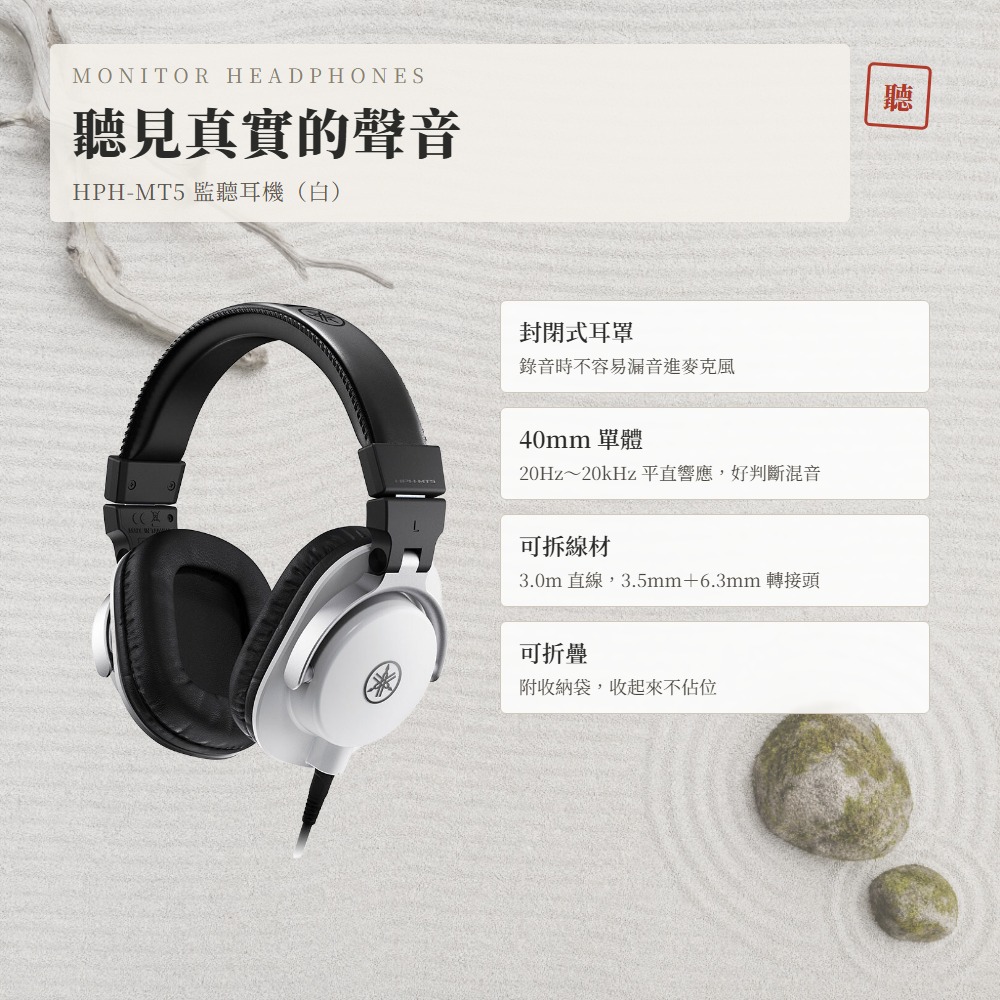 MONITOR HEADPHONES
聽見真實的聲音
HPH-MT5 監聽耳機（白）
聽
封閉式耳罩
錄音時不容易漏音進麥克風
40mm 單體
20Hz～20kHz 平直響應，好判斷混音
可拆線材
3.0m 直線，3.5mm＋6.3mm 轉接頭
可折疊
附收納袋，收起來不佔位
HPH-MT5
L